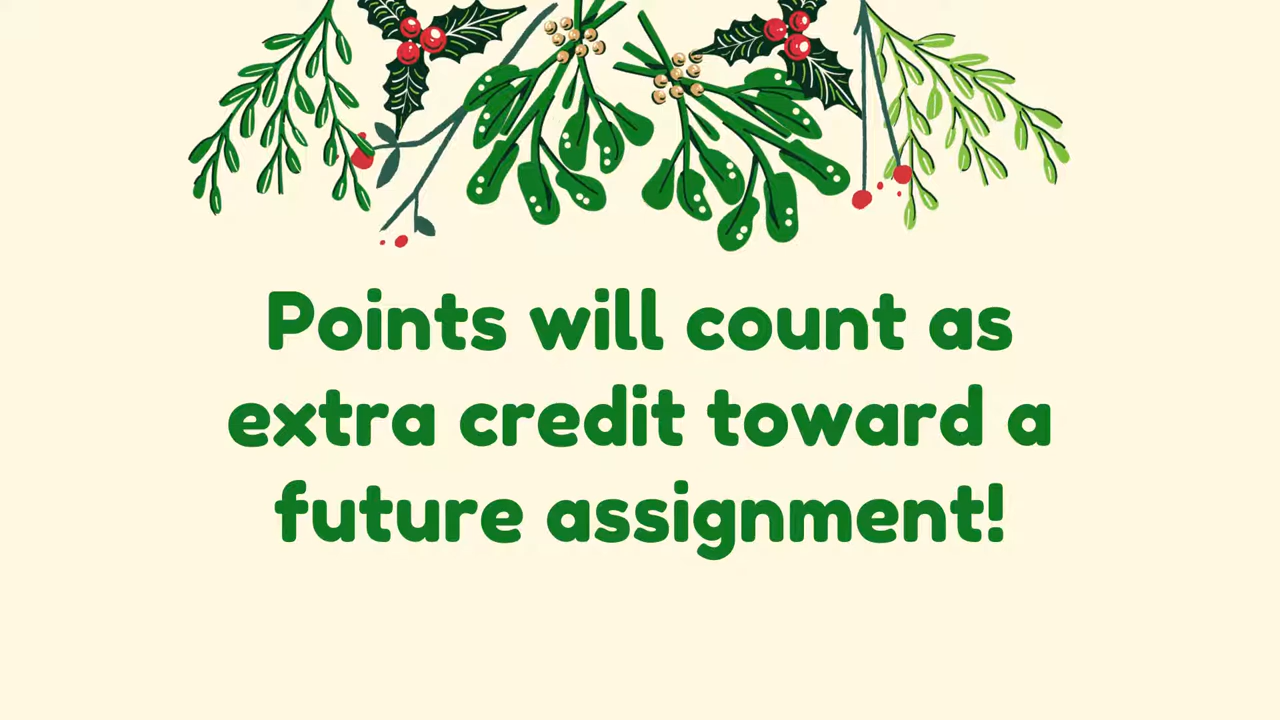 Points will count as
extra credit toward a
future assignment!